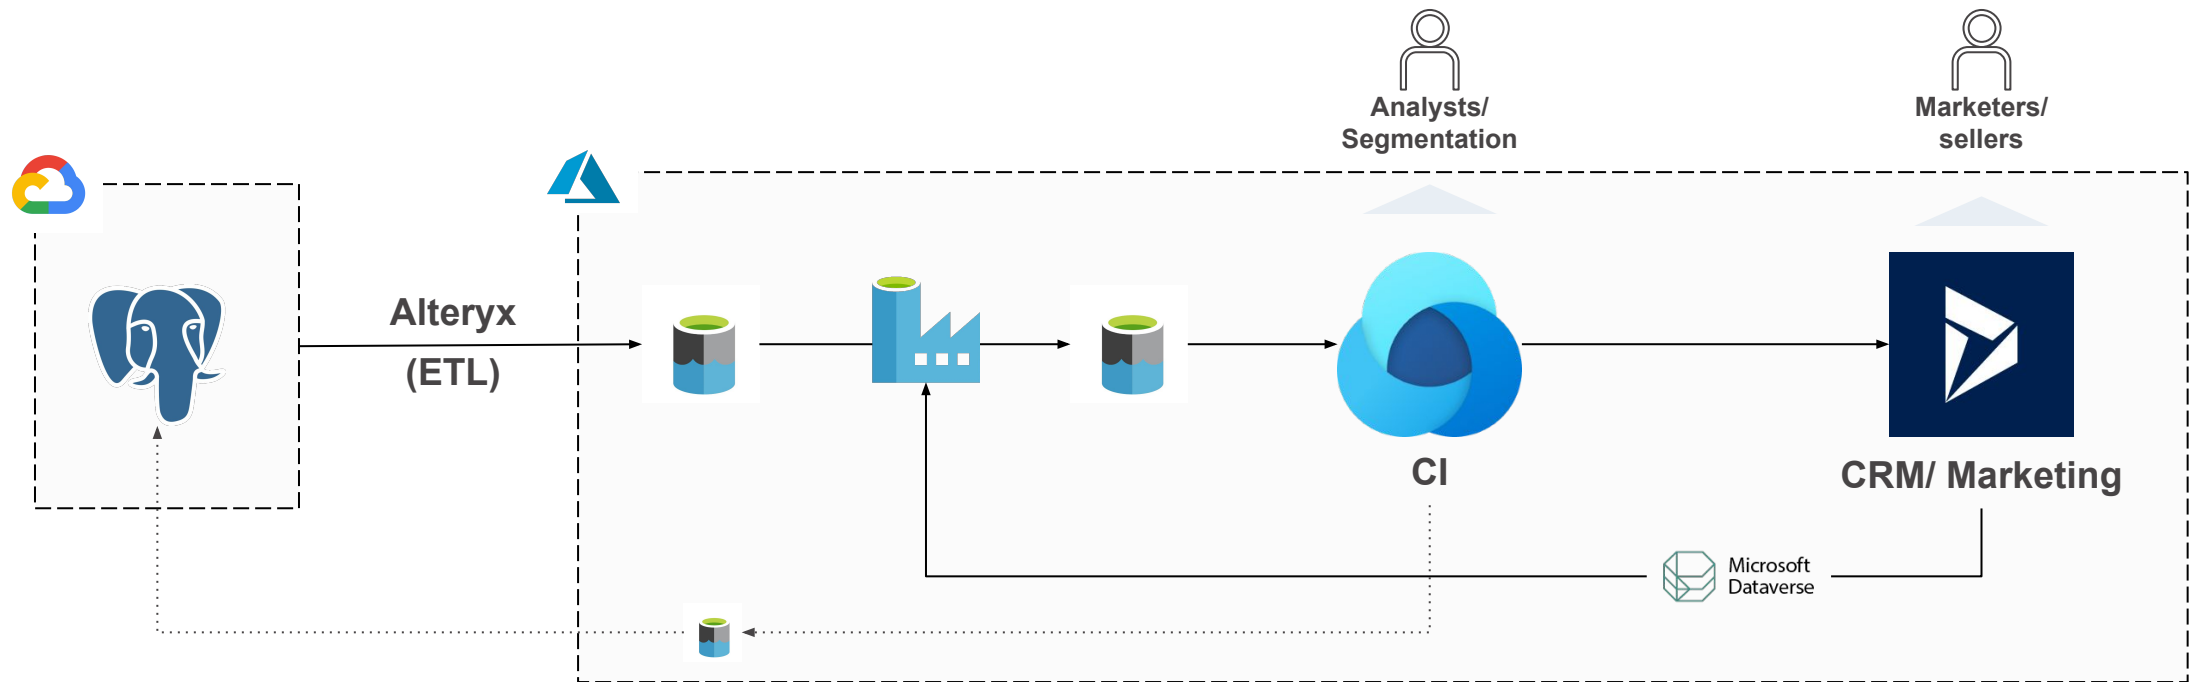 Analysts/
Segmentation
Marketers/
sellers
Alteryx
(ETL)
CI
CRM/ Marketing
Microsoft
Dataverse